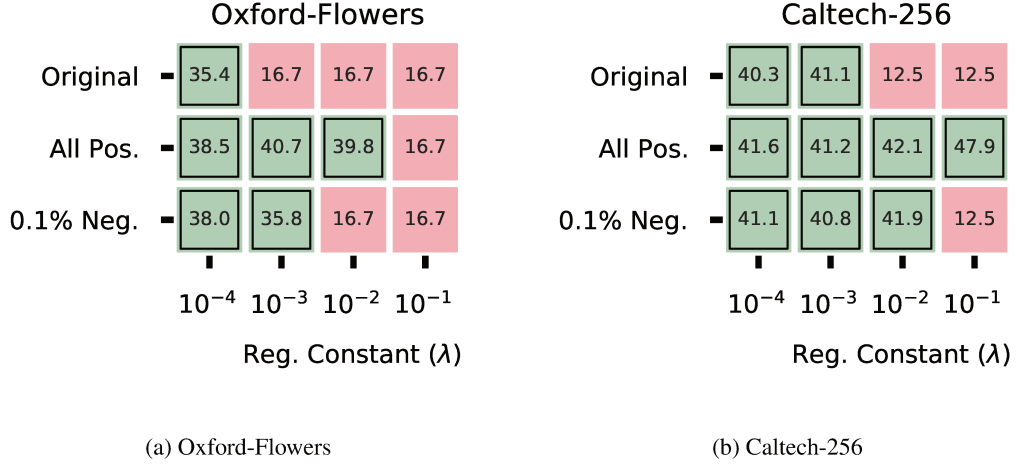 Oxford-Flowers
Original 35.4 16.7 16.7 16.7
All Pos. 38.5 40.7 39.8 16.7
0.1% Neg. 38.0 35.8 16.7 16.7
10⁻⁴ 10⁻³ 10⁻² 10⁻¹
Reg. Constant (λ)
(a) Oxford-Flowers
Caltech-256
Original 40.3 41.1 12.5 12.5
All Pos. 41.6 41.2 42.1 47.9
0.1% Neg. 41.1 40.8 41.9 12.5
10⁻⁴ 10⁻³ 10⁻² 10⁻¹
Reg. Constant (λ)
(b) Caltech-256